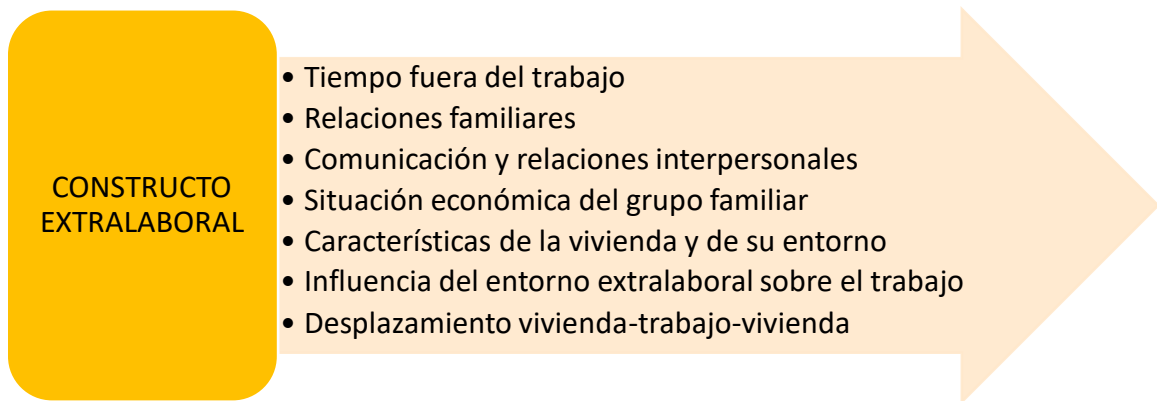 CONSTRUCTO
EXTRALABORAL
• Tiempo fuera del trabajo
• Relaciones familiares
• Comunicación y relaciones interpersonales
• Situación económica del grupo familiar
• Características de la vivienda y de su entorno
• Influencia del entorno extralaboral sobre el trabajo
• Desplazamiento vivienda-trabajo-vivienda